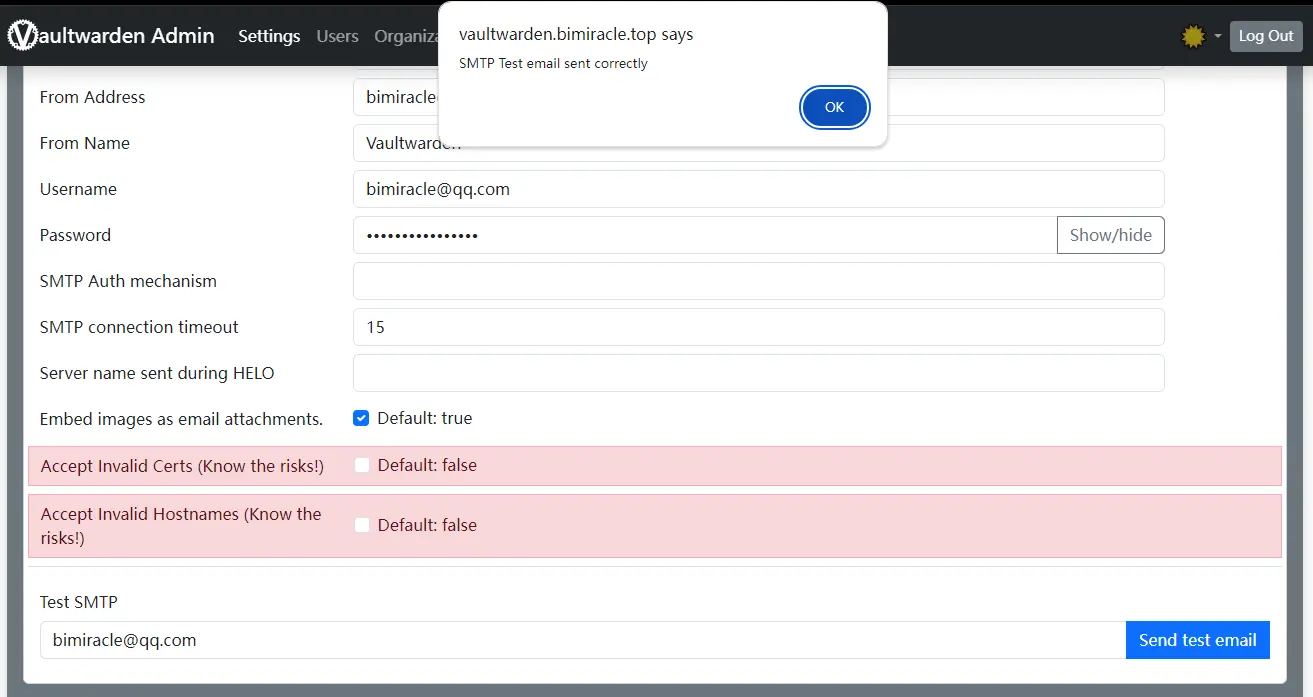 Vaultwarden Admin Settings Users Organiza Log Out
vaultwarden.bimiracle.top says
SMTP Test email sent correctly
OK
From Address bimiracle
From Name Vaultwarden
Username bimiracle@qq.com
Password •••••••••••••••• Show/hide
SMTP Auth mechanism
SMTP connection timeout 15
Server name sent during HELO
Embed images as email attachments. Default: true
Accept Invalid Certs (Know the risks!) Default: false
Accept Invalid Hostnames (Know the
risks!) Default: false
Test SMTP
bimiracle@qq.com Send test email